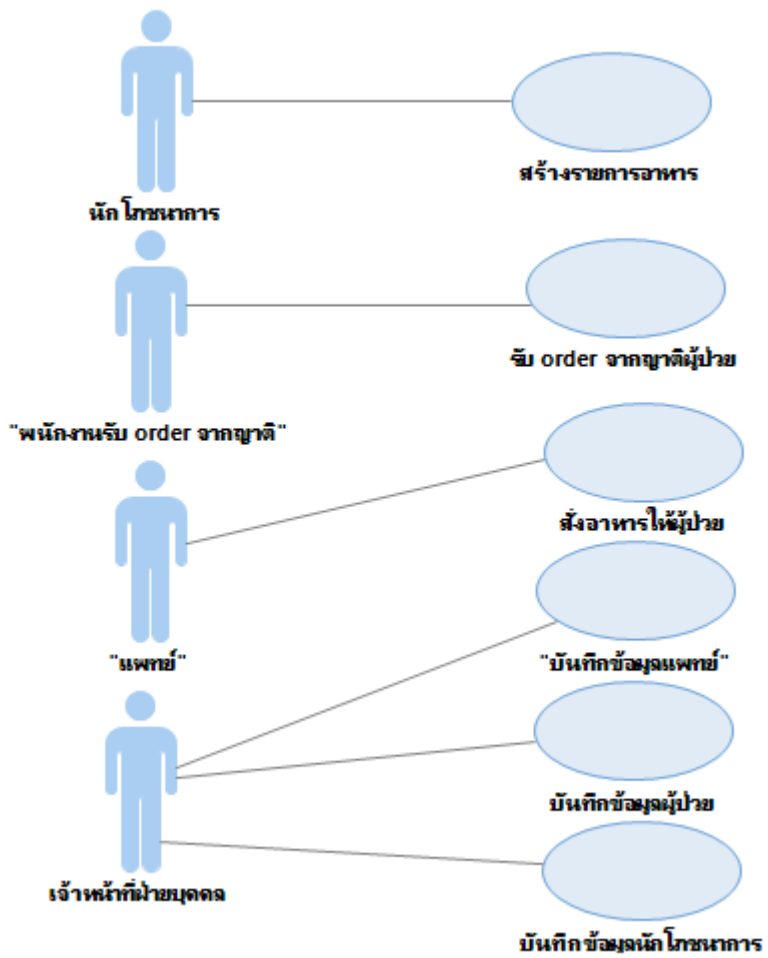 สร้างรายการอาหาร
นักโภชนาการ
รับ order จากญาติผู้ป่วย
"พนักงานรับ order จากญาติ"
สั่งอาหารให้ผู้ป่วย
"แพทย์"
"บันทึกข้อมูลแพทย์"
บันทึกข้อมูลผู้ป่วย
เจ้าหน้าที่ฝ่ายบุคคล
บันทึกข้อมูลนักโภชนาการ